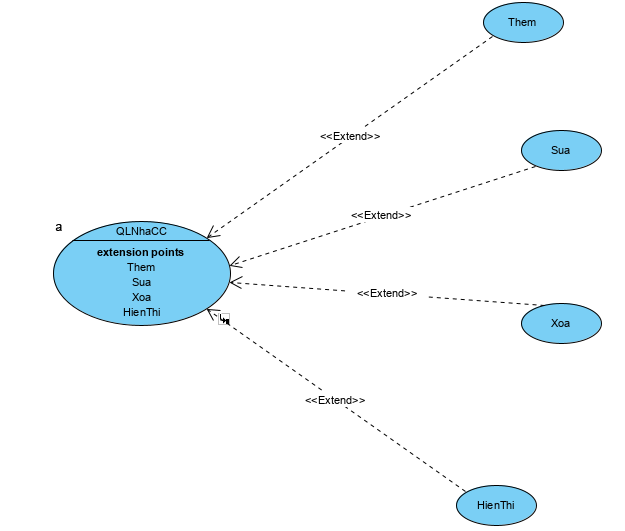 Them
<<Extend>>
Sua
<<Extend>>
a
QLNhaCC
extension points
Them
Sua
Xoa
HienThi
<<Extend>>
Xoa
<<Extend>>
HienThi